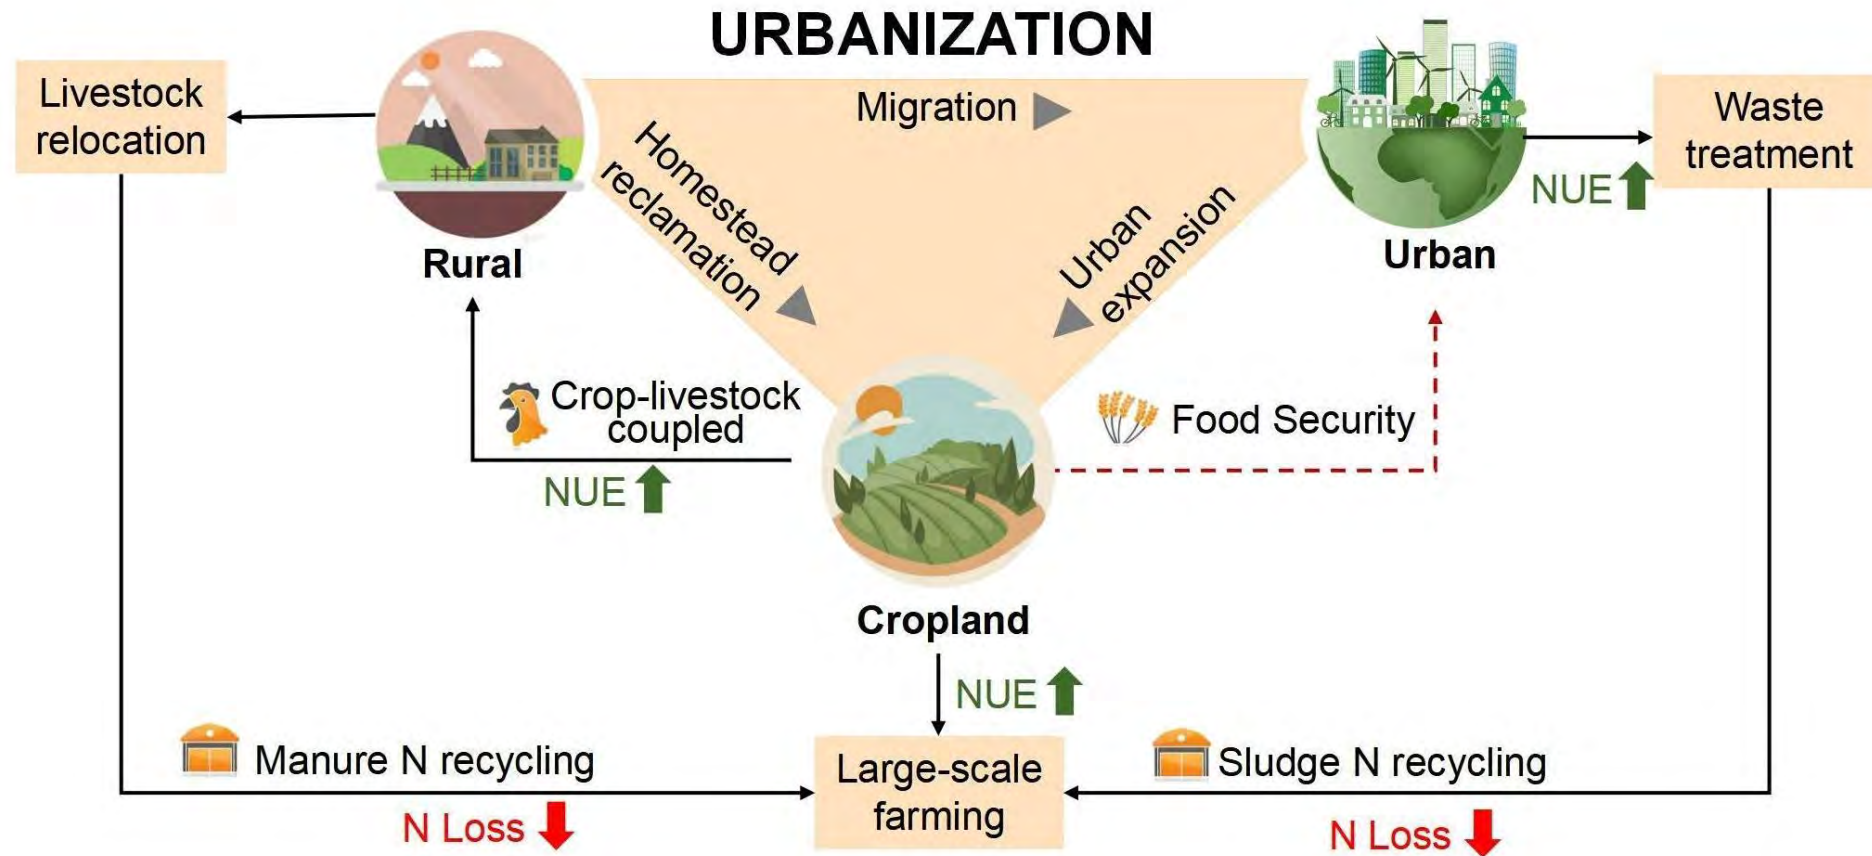 URBANIZATION
Livestock
relocation
Migration
Waste
treatment
Homestead
reclamation
Urban
expansion
NUE
Rural
Urban
Crop-livestock
coupled
NUE
Food Security
Cropland
NUE
Manure N recycling
N Loss
Large-scale
farming
Sludge N recycling
N Loss